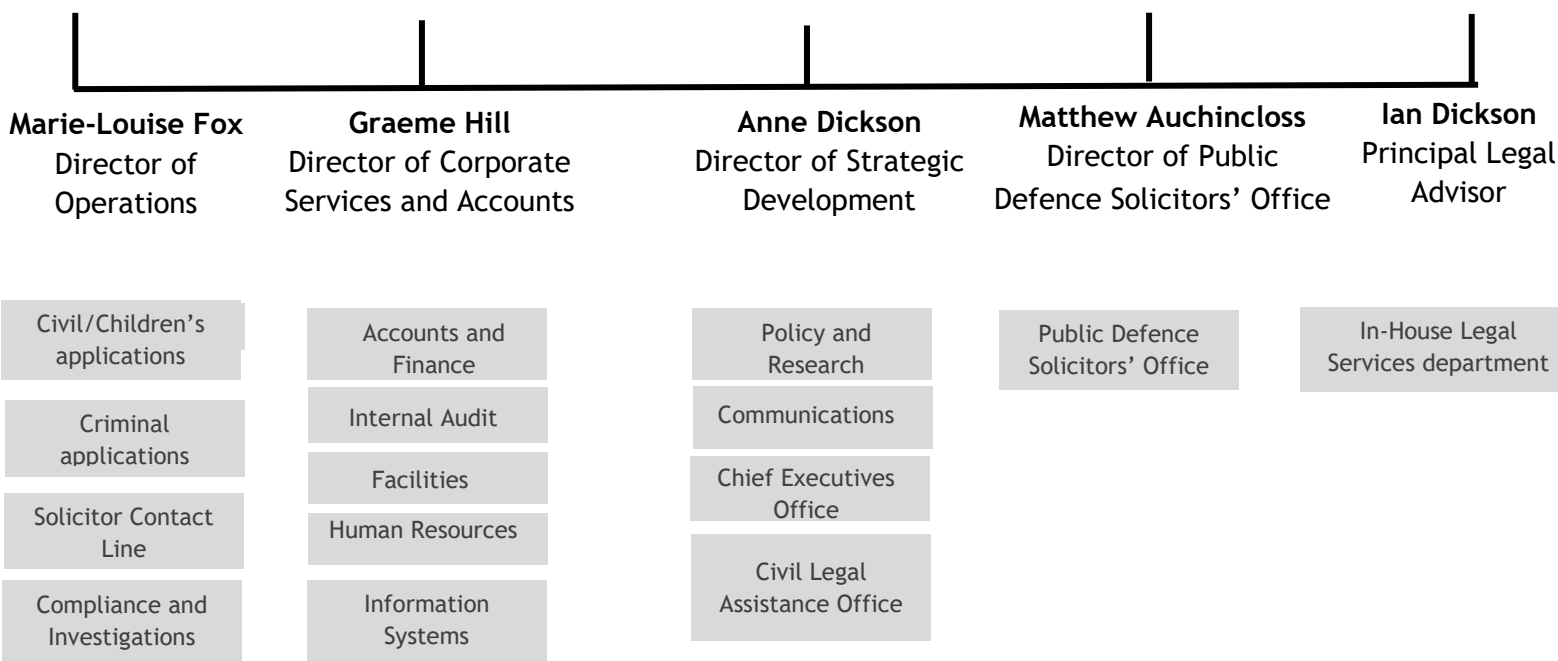 Marie-Louise Fox
Director of
Operations
Graeme Hill
Director of Corporate
Services and Accounts
Anne Dickson
Director of Strategic
Development
Matthew Auchincloss
Director of Public
Defence Solicitors’ Office
Ian Dickson
Principal Legal
Advisor
Civil/Children’s
applications
Criminal
applications
Solicitor Contact
Line
Compliance and
Investigations
Accounts and
Finance
Internal Audit
Facilities
Human Resources
Information
Systems
Policy and
Research
Communications
Chief Executives
Office
Civil Legal
Assistance Office
Public Defence
Solicitors’ Office
In-House Legal
Services department